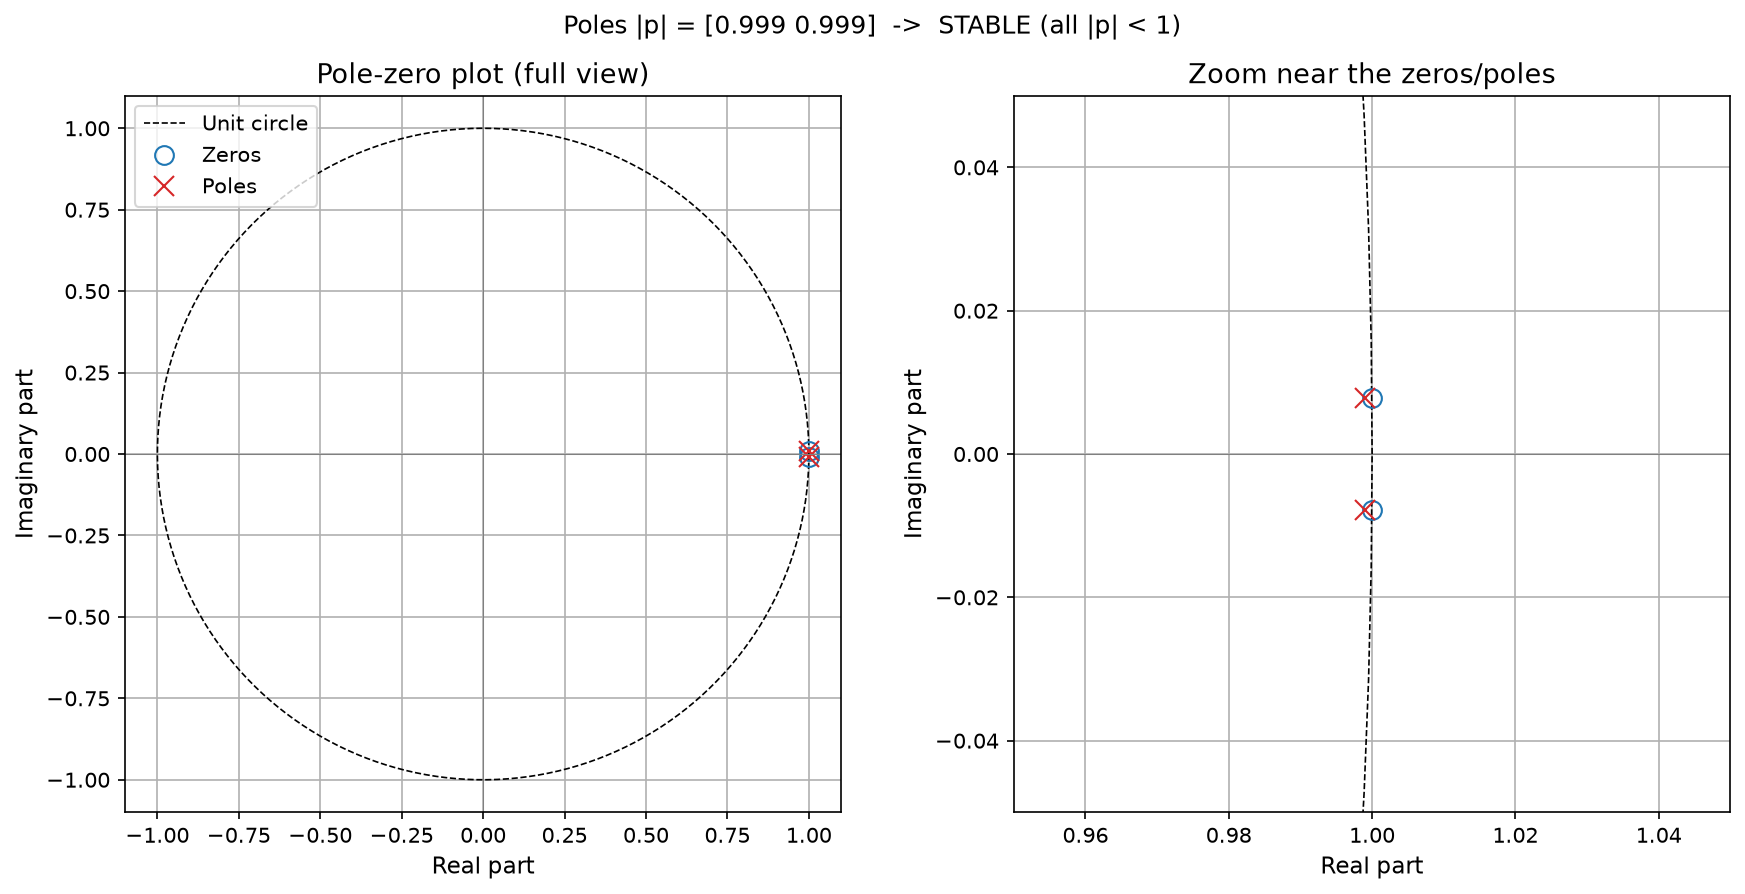 Poles |p| = [0.999 0.999]  ->  STABLE (all |p| < 1)
Pole-zero plot (full view)
Unit circle
Zeros
Poles
1.00
0.75
0.50
0.25
0.00
−0.25
−0.50
−0.75
−1.00
Imaginary part
−1.00 −0.75 −0.50 −0.25 0.00 0.25 0.50 0.75 1.00
Real part
Zoom near the zeros/poles
0.04
0.02
0.00
−0.02
−0.04
Imaginary part
0.96 0.98 1.00 1.02 1.04
Real part